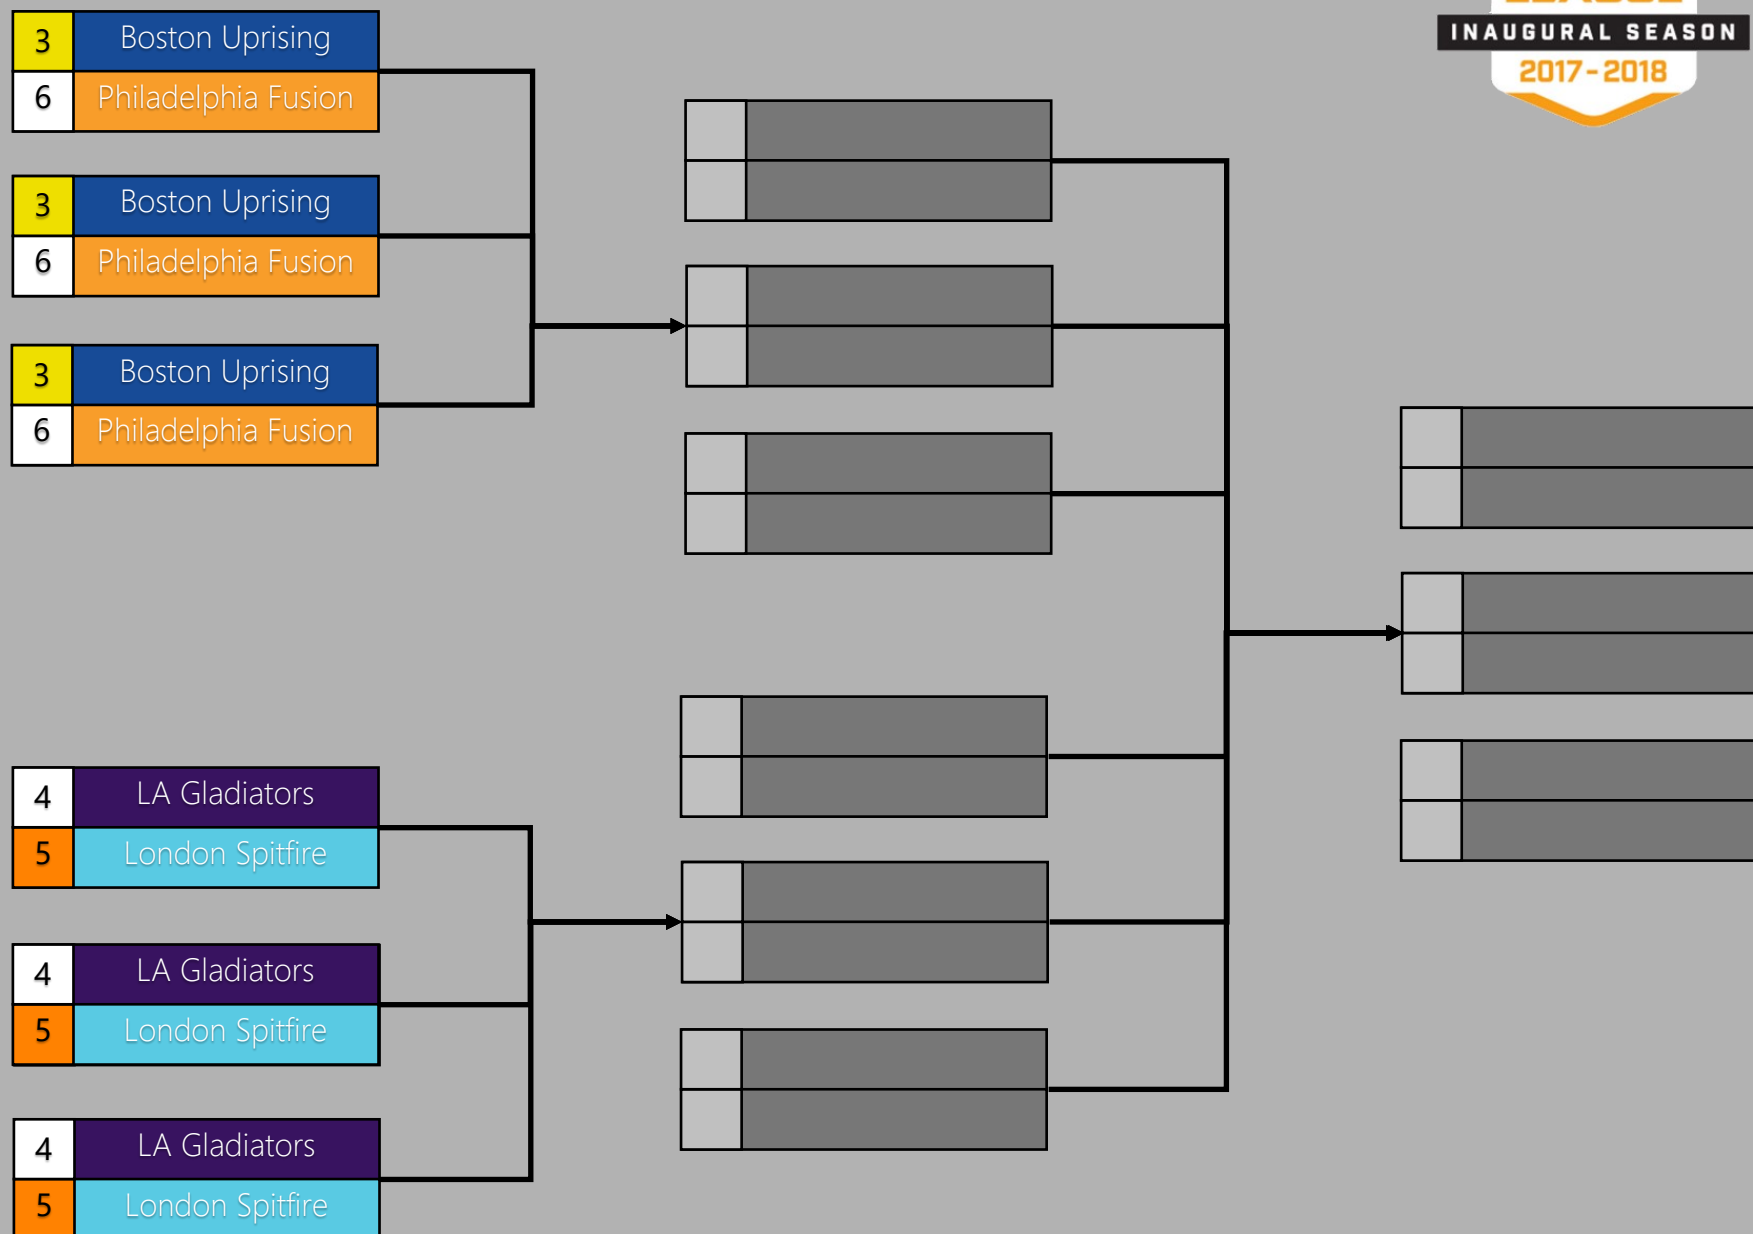 INAUGURAL SEASON
2017-2018
3 Boston Uprising
6 Philadelphia Fusion
3 Boston Uprising
6 Philadelphia Fusion
3 Boston Uprising
6 Philadelphia Fusion
4 LA Gladiators
5 London Spitfire
4 LA Gladiators
5 London Spitfire
4 LA Gladiators
5 London Spitfire